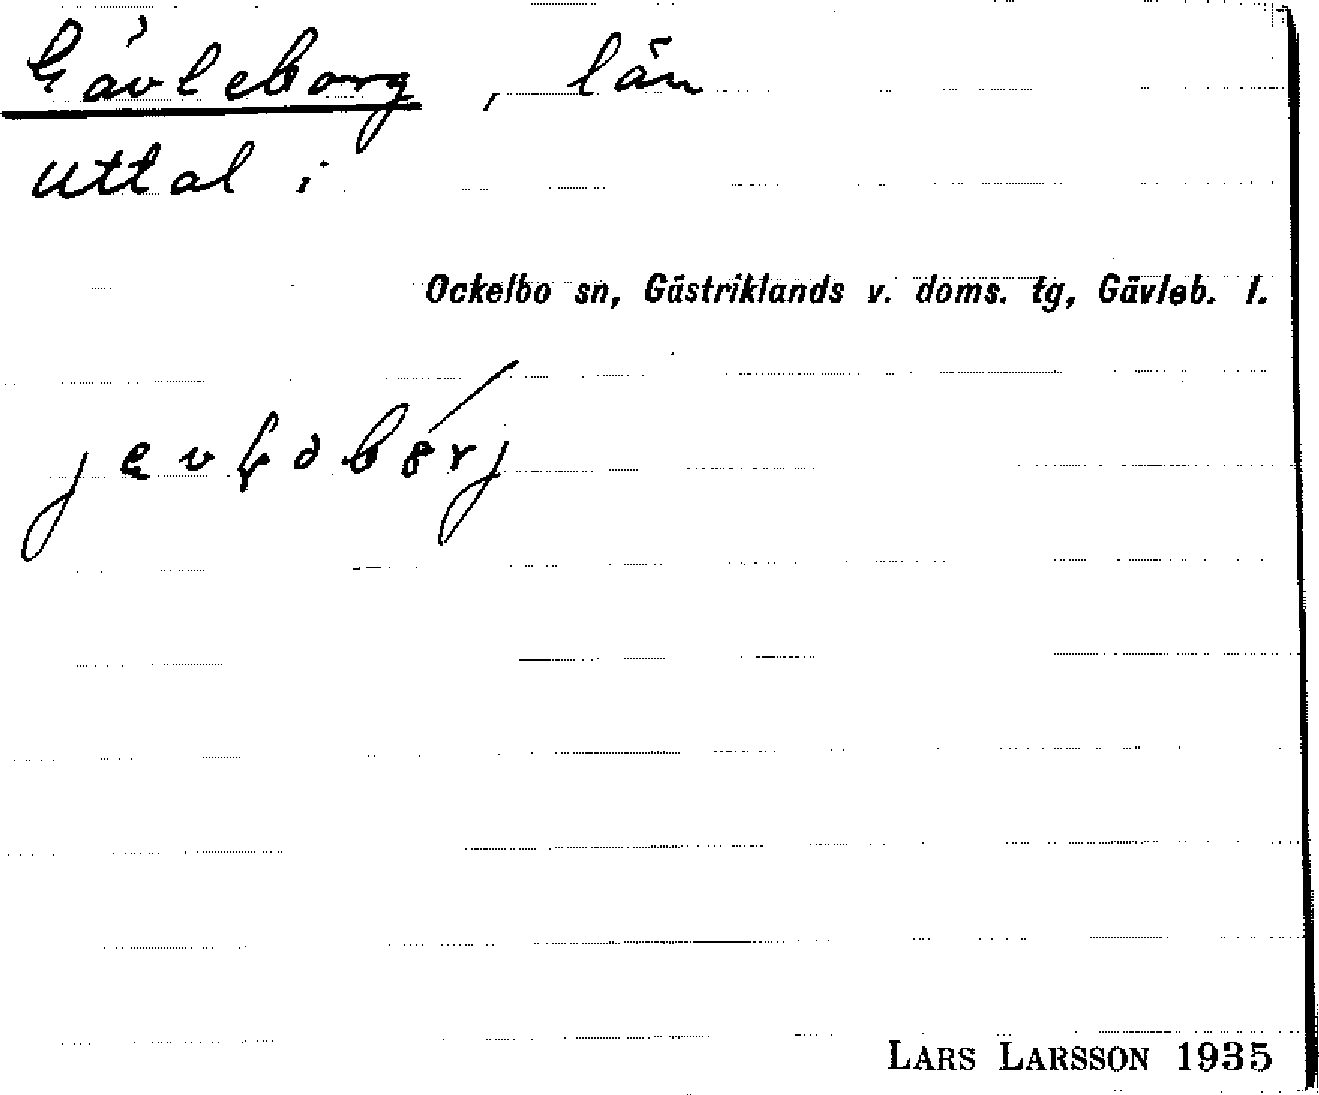 Gävleborg, län
uttal i
Ockelbo sn, Gästriklands v. doms. tg, Gävleb. l.
LARS LARSSON 1935